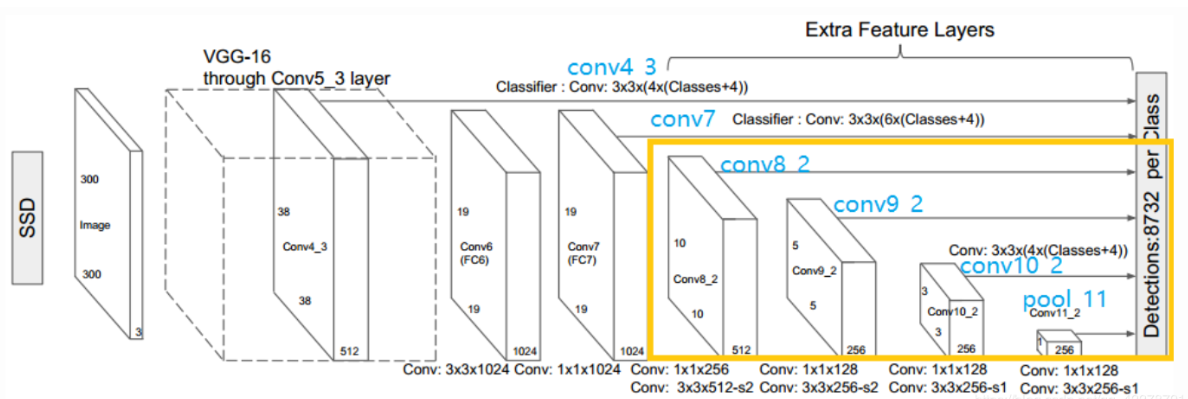 Extra Feature Layers
VGG-16
through Conv5_3 layer
conv4_3
Classifier : Conv: 3x3x(4x(Classes+4))
conv7
Classifier : Conv: 3x3x(6x(Classes+4))
SSD
300
Image
300
3
38
Conv4_3
38
512
19
Conv6
(FC6)
19
1024
19
Conv7
(FC7)
19
1024
conv8_2
10
Conv8_2
10
512
conv9_2
5
Conv9_2
5
256
Conv: 3x3x(4x(Classes+4))
conv10_2
3
Conv10_2
3
256
pool_11
Conv11_2
1
256
Detections:8732 per Class
Conv: 3x3x1024
Conv: 1x1x1024
Conv: 1x1x256
Conv: 3x3x512-s2
Conv: 1x1x128
Conv: 3x3x256-s2
Conv: 1x1x128
Conv: 3x3x256-s1
Conv: 1x1x128
Conv: 3x3x256-s1